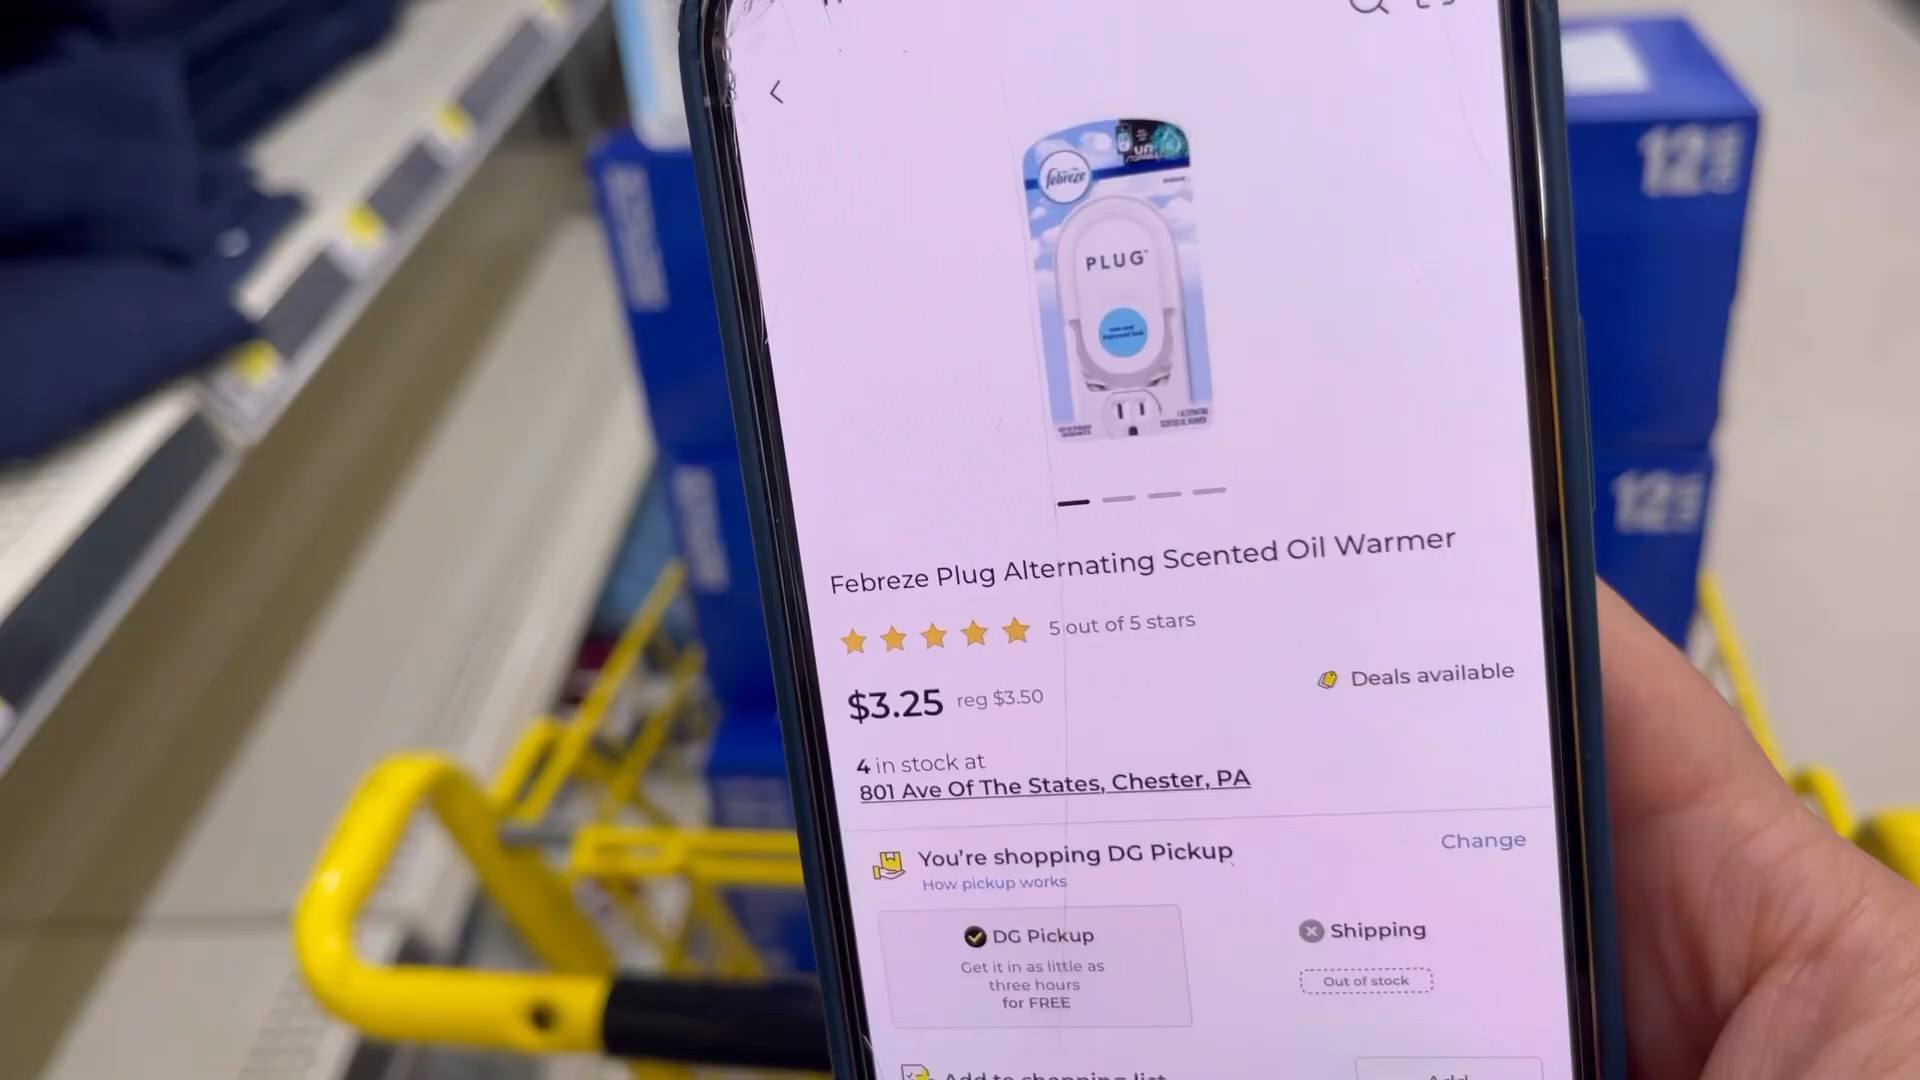 febreze
PLUG
Febreze Plug Alternating Scented Oil Warmer
5 out of 5 stars
$3.25 reg $3.50
Deals available
4 in stock at
801 Ave Of The States, Chester, PA
You're shopping DG Pickup
Change
How pickup works
DG Pickup
Get it in as little as
three hours
for FREE
Shipping
Out of stock
Add to shopping list
Add
12
12